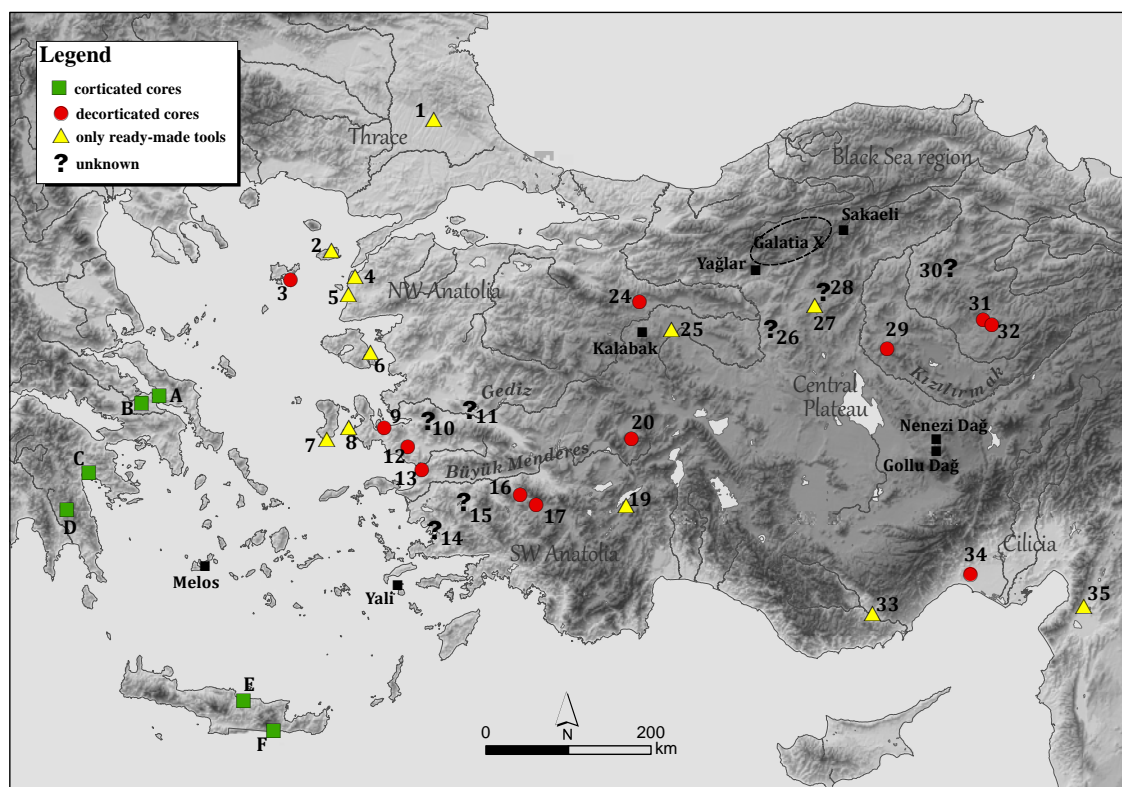 Legend
corticated cores
decorticated cores
only ready-made tools
? unknown
1
Thrace
Black Sea region
Sakaeli
Galatia X
Yağlar
2
3
4
5
NW-Anatolia
24
Kalabak
25
? 26
27
? 28
29
30 ?
31
32
Kızıltrmak
Central
Plateau
6
A
B
Gediz
7
8
9
? 10
? 11
12
13
Büyük Menderes
20
Nenezi Dağ
Gollu Dağ
C
D
? 14
? 15
16
17
19
SW Anatolia
Cilicia
34
33
35
Melos
Yali
E
F
N
0
200
km